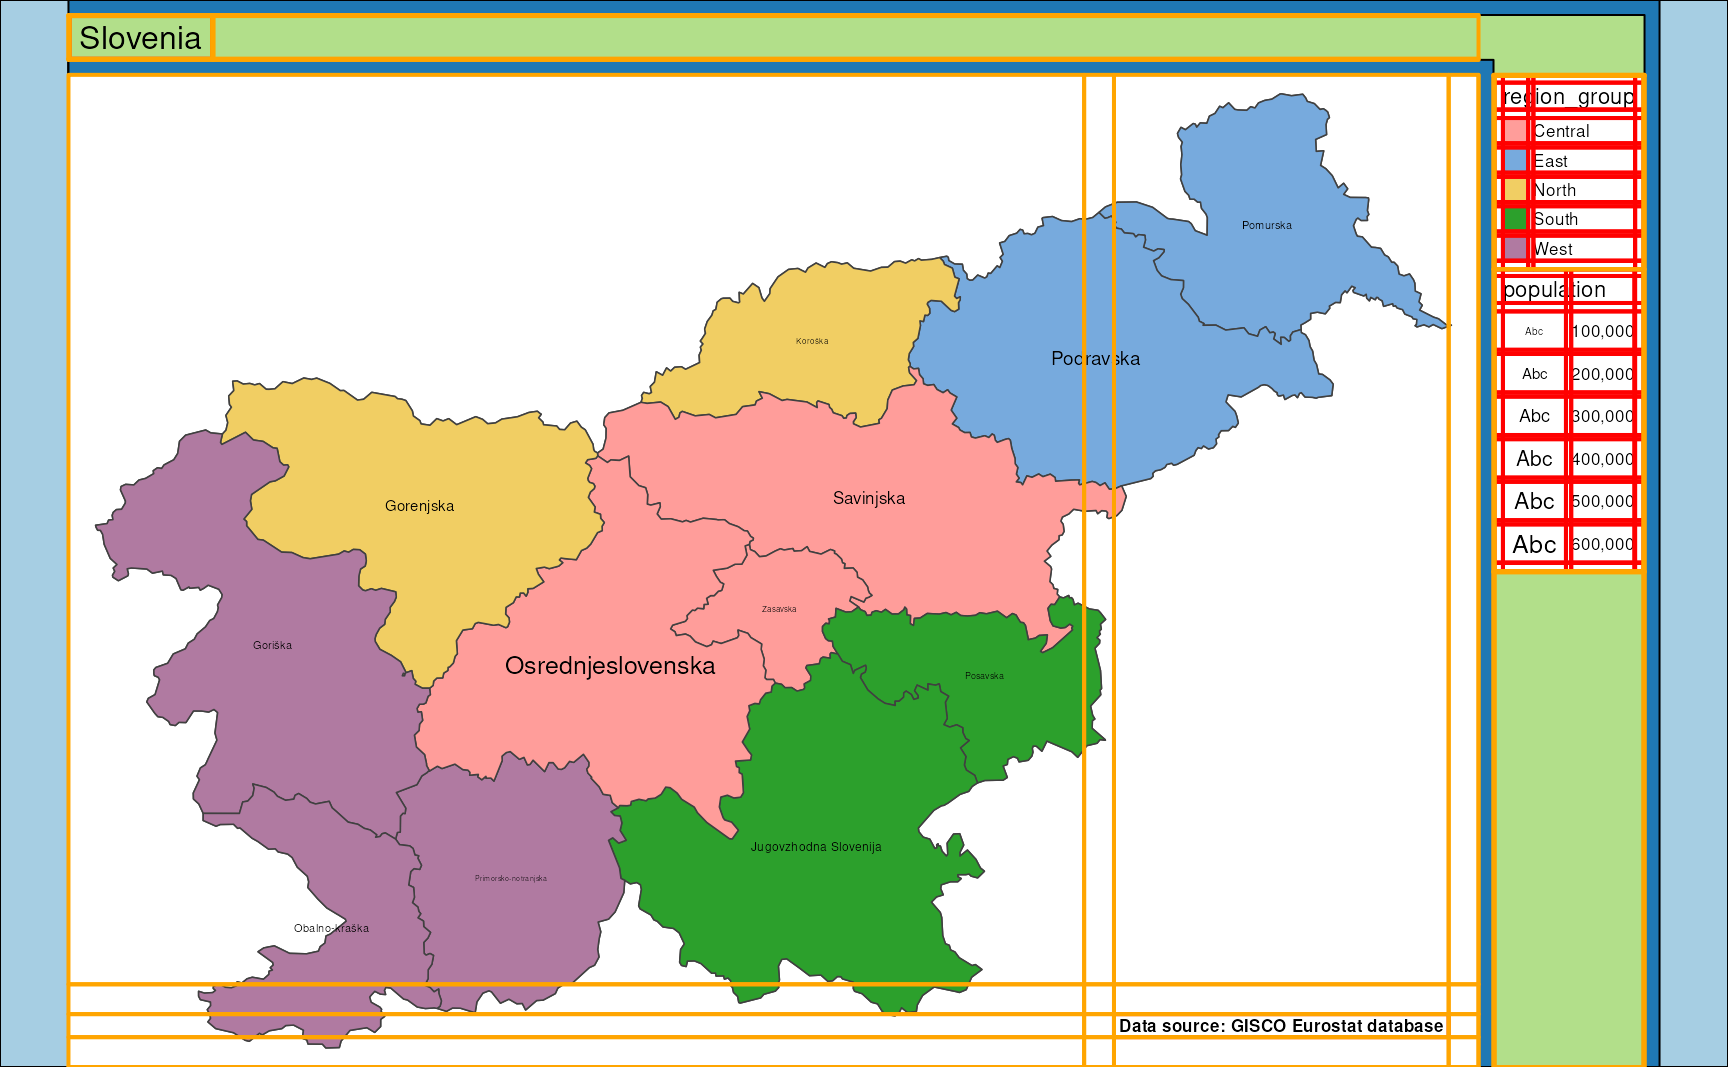 Slovenia
region_group
Central
East
North
South
West
population
Abc 100,000
Abc 200,000
Abc 300,000
Abc 400,000
Abc 500,000
Abc 600,000
Pomurska
Koroška
Podravska
Gorenjska
Savinjska
Zasavska
Goriška
Osrednjeslovenska
Posavska
Jugovzhodna Slovenija
Primorsko-notranjska
Obalno-kraška
Data source: GISCO Eurostat database